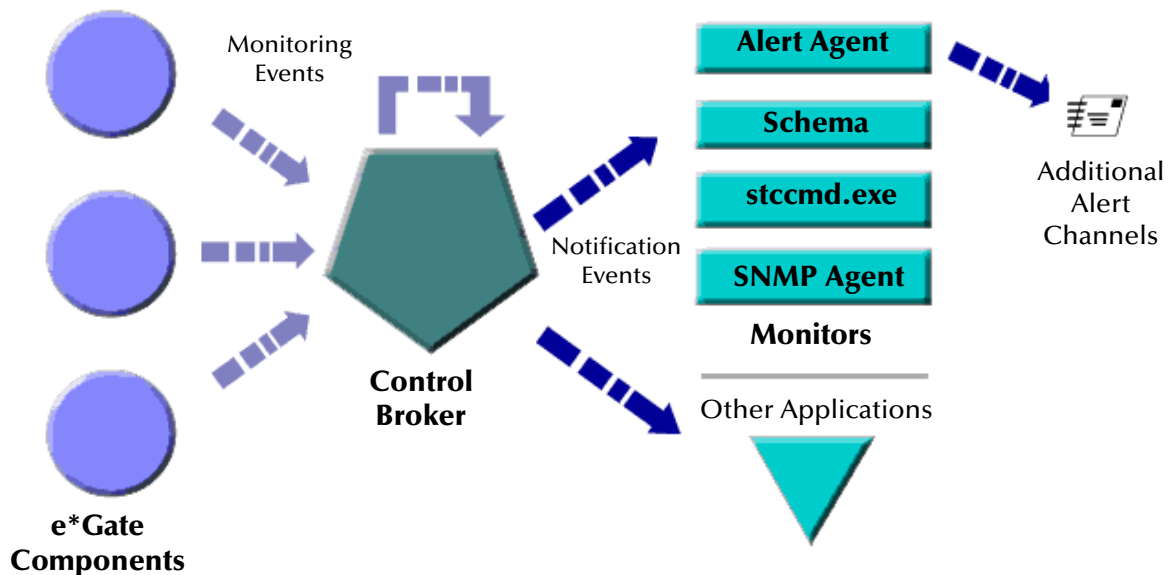 Monitoring
Events
Alert Agent
Schema
stccmd.exe
SNMP Agent
Monitors
Additional
Alert
Channels
Notification
Events
Control
Broker
Other Applications
e*Gate
Components